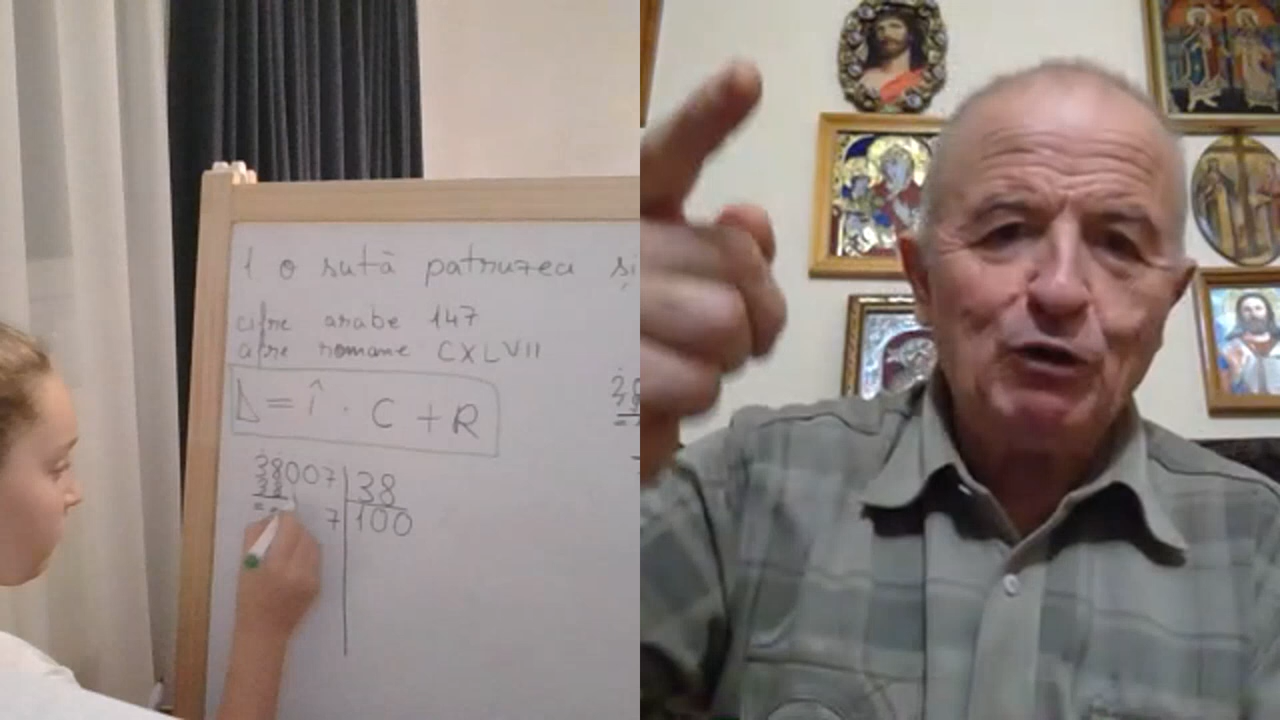 1 o sută patruzeci și
cifre arabe 147
cifre romane CXLVII
D = Î · C + R
38007 38
38
= =
7 100